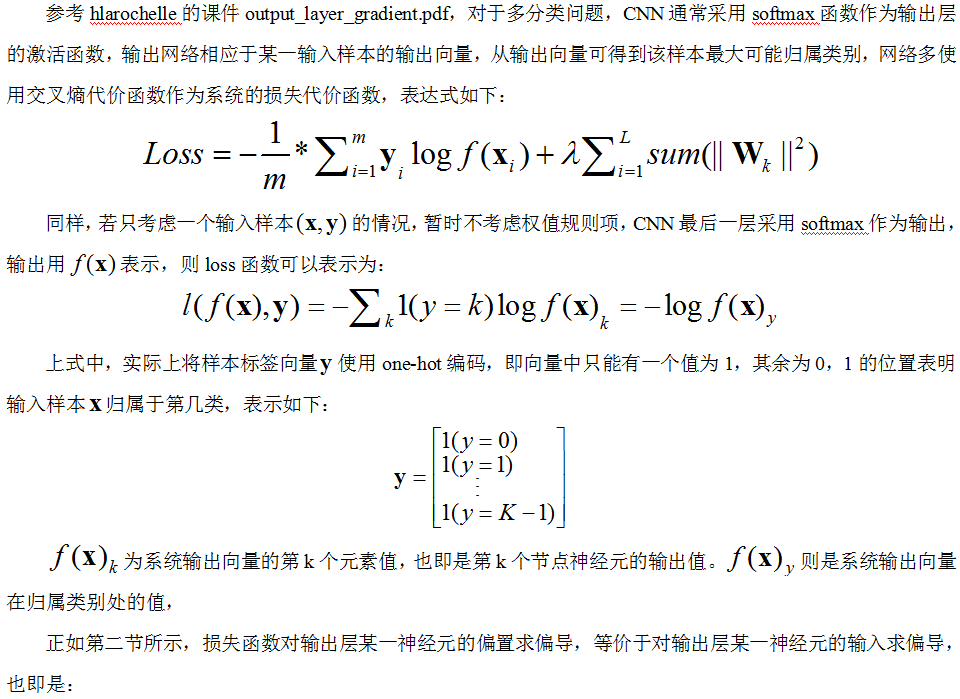 参考 hlarochelle 的课件 output_layer_gradient.pdf，对于多分类问题，CNN 通常采用 softmax 函数作为输出层
的激活函数，输出网络相应于某一输入样本的输出向量，从输出向量可得到该样本最大可能归属类别，网络多使
用交叉熵代价函数作为系统的损失代价函数，表达式如下：
Loss = -\frac{1}{m} * \sum_{i=1}^{m} \mathbf{y}_i \log f(\mathbf{x}_i) + \lambda \sum_{i=1}^{L} sum(|| \mathbf{W}_k ||^2)
同样，若只考虑一个输入样本 (x, y) 的情况，暂时不考虑权值规则项，CNN 最后一层采用 softmax 作为输出，
输出用 f(x) 表示，则 loss 函数可以表示为：
l(f(\mathbf{x}), \mathbf{y}) = -\sum_k 1(y = k) \log f(\mathbf{x})_k = -\log f(\mathbf{x})_y
上式中，实际上将样本标签向量 y 使用 one-hot 编码，即向量中只能有一个值为 1，其余为 0，1 的位置表明
输入样本 x 归属于第几类，表示如下：
\mathbf{y} = \begin{bmatrix} 1(y = 0) \\ 1(y = 1) \\ \vdots \\ 1(y = K - 1) \end{bmatrix}
f(\mathbf{x})_k 为系统输出向量的第 k 个元素值，也即是第 k 个节点神经元的输出值。f(\mathbf{x})_y 则是系统输出向量
在归属类别处的值，
正如第二节所示，损失函数对输出层某一神经元的偏置求偏导，等价于对输出层某一神经元的输入求偏导，
也即是：